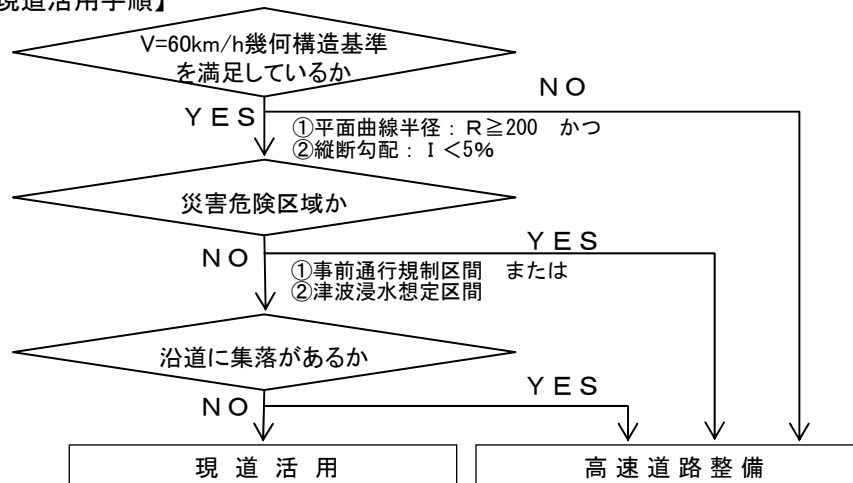 現道活用手順】
V=60km/h幾何構造基準
を満足しているか
NO
YES
①平面曲線半径：R≧200　かつ
②縦断勾配：I<5%
災害危険区域か
YES
NO
①事前通行規制区間　または
②津波浸水想定区間
沿道に集落があるか
YES
NO
現道活用
高速道路整備